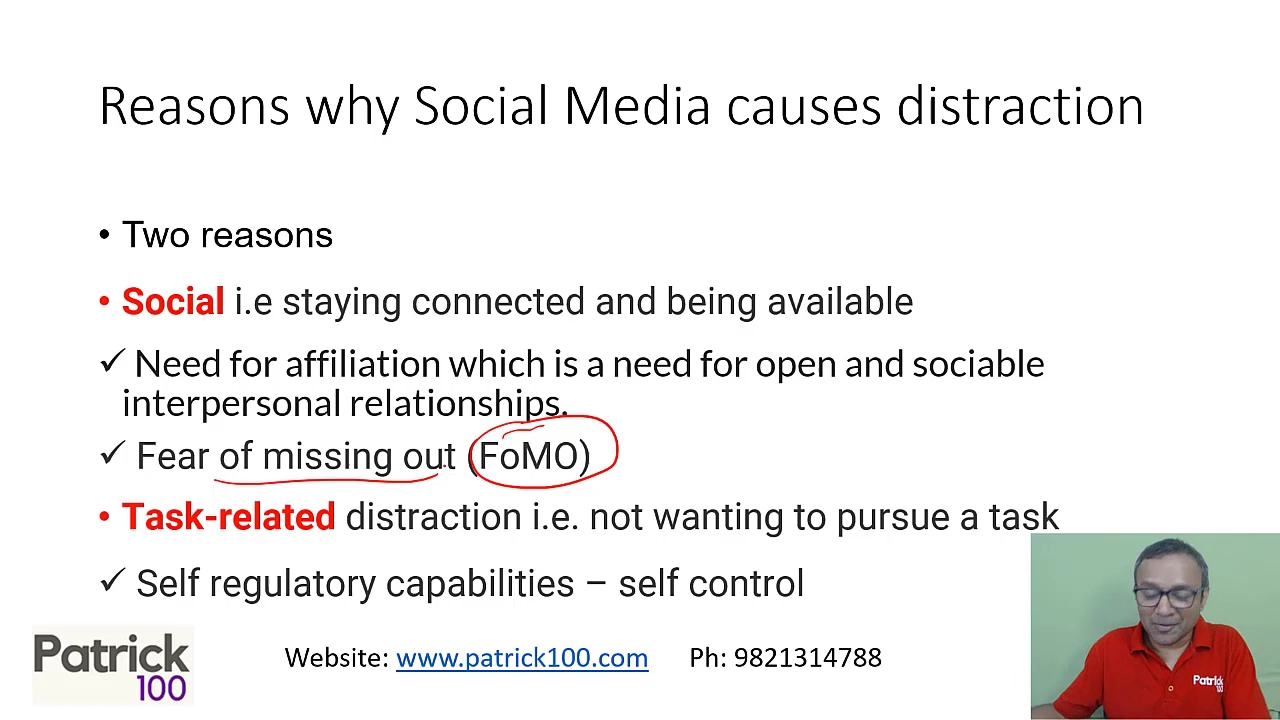 Reasons why Social Media causes distraction
• Two reasons
• Social i.e staying connected and being available
✓ Need for affiliation which is a need for open and sociable
interpersonal relationships.
✓ Fear of missing out (FoMO)
• Task-related distraction i.e. not wanting to pursue a task
✓ Self regulatory capabilities – self control
Patrick
100
Website: www.patrick100.com Ph: 9821314788
Patrick
100